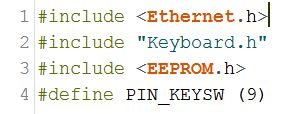 1 #include <Ethernet.h>
2 #include "Keyboard.h"
3 #include <EEPROM.h>
4 #define PIN_KEYSW (9)